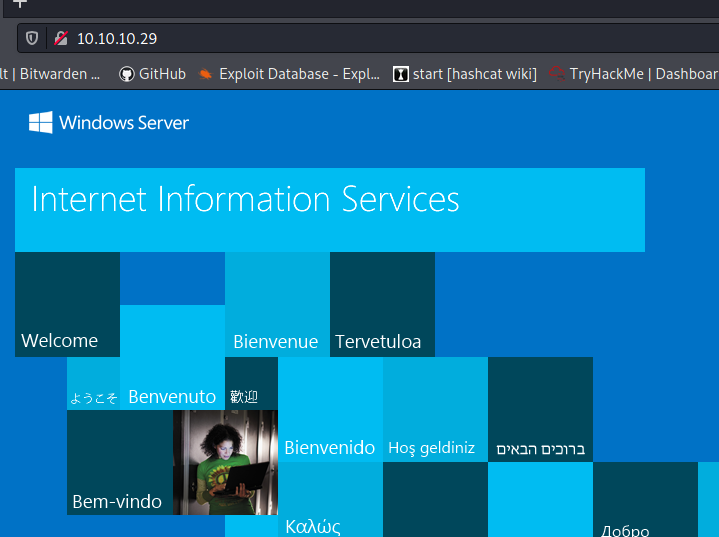 10.10.10.29
lt | Bitwarden ... GitHub Exploit Database - Expl... start [hashcat wiki] TryHackMe | Dashboar
Windows Server
Internet Information Services
Welcome
Bienvenue
Tervetuloa
ようこそ
Benvenuto
歡迎
Bienvenido
Hoş geldiniz
ברוכים הבאים
Bem-vindo
Καλώς
Добро